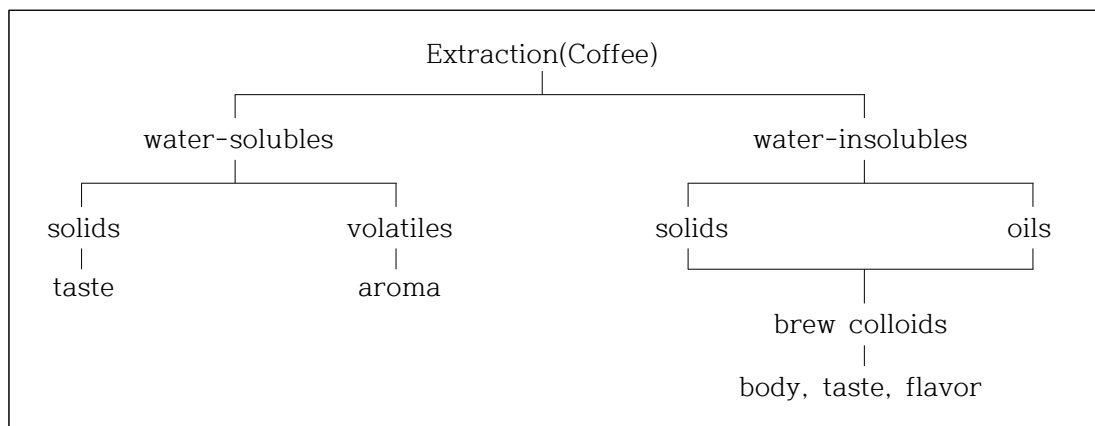 Extraction(Coffee)
water-solubles water-insolubles
solids volatiles solids oils
taste aroma
brew colloids
body, taste, flavor